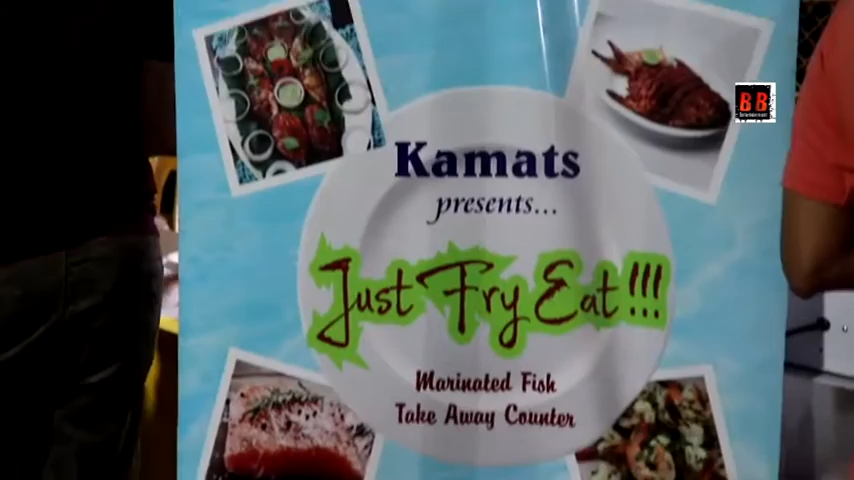 BB
Kamats
presents...
Just Fry Eat!!!
Marinated Fish
Take Away Counter